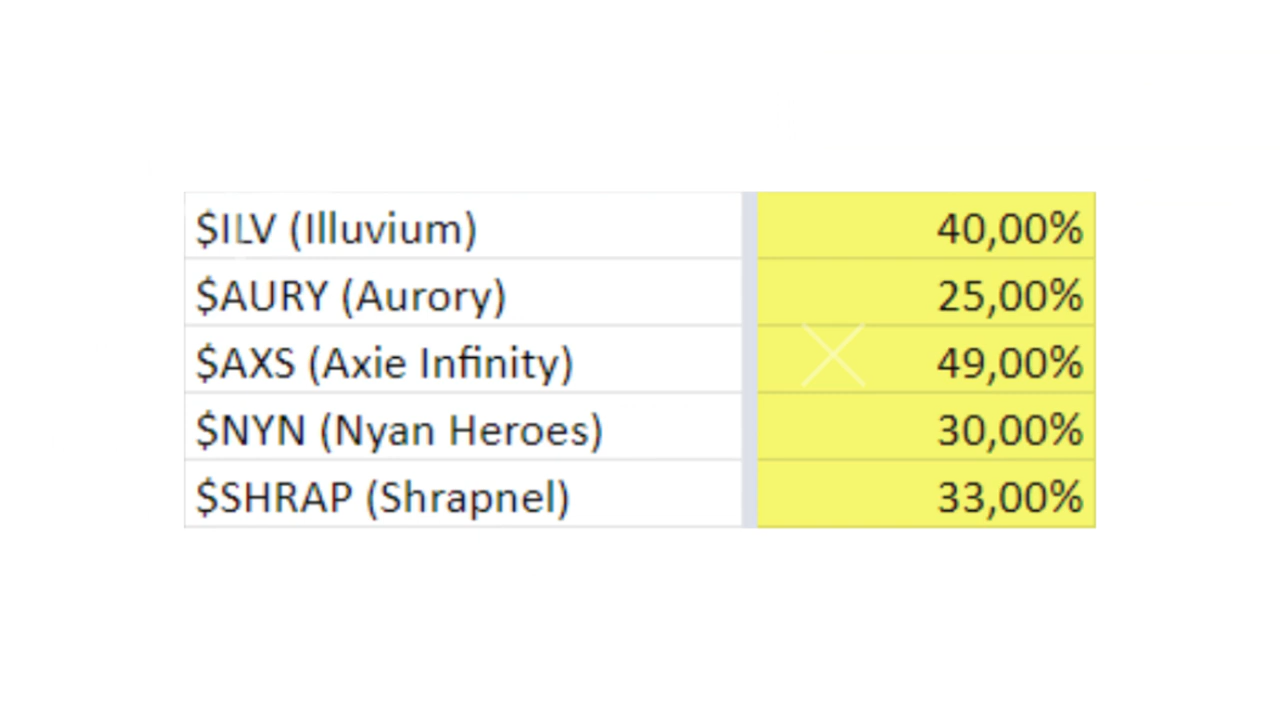 $ILV (Illuvium) 40,00%
$AURY (Aurory) 25,00%
$AXS (Axie Infinity) 49,00%
$NYN (Nyan Heroes) 30,00%
$SHRAP (Shrapnel) 33,00%